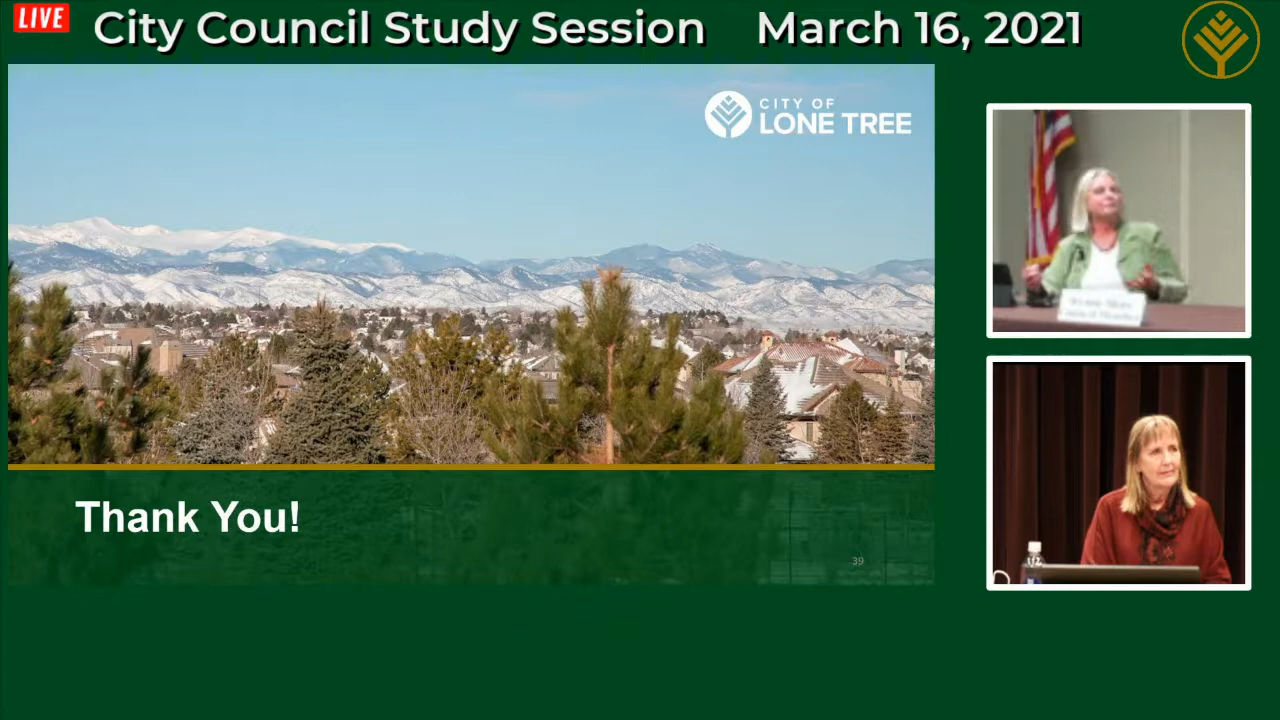 LIVE
City Council Study Session March 16, 2021
CITY OF
LONE TREE
Thank You!
39